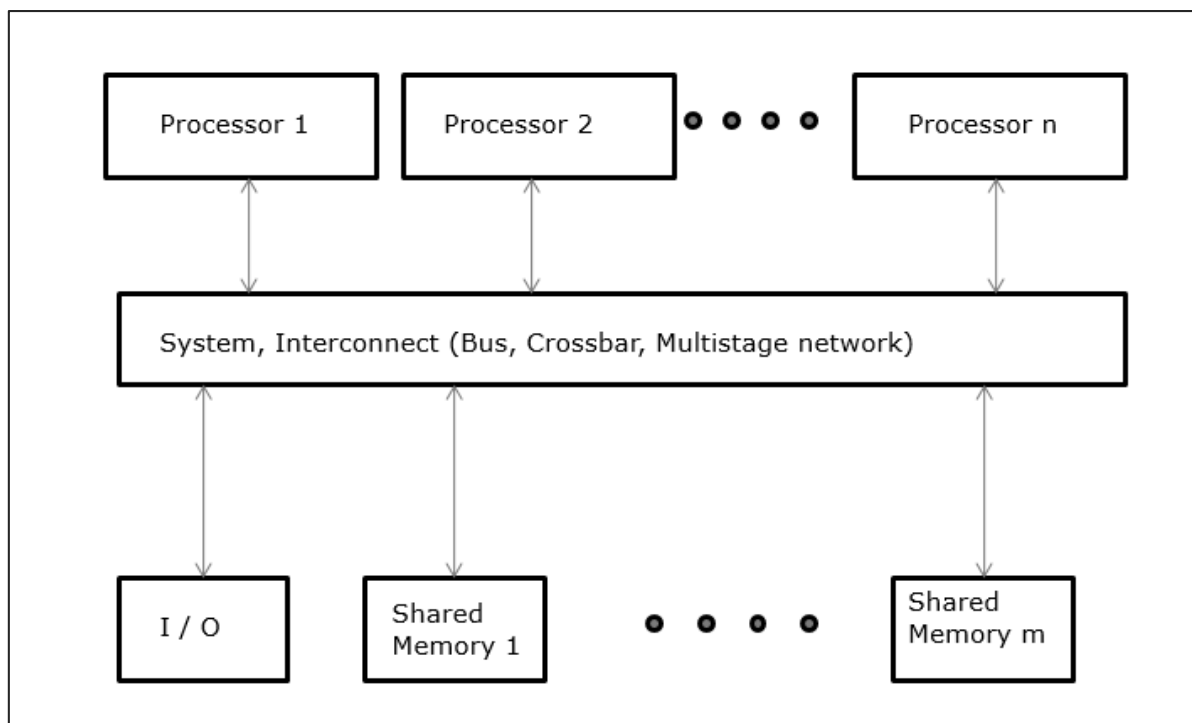 Processor 1
Processor 2
Processor n
System, Interconnect (Bus, Crossbar, Multistage network)
I / O
Shared
Memory 1
Shared
Memory m